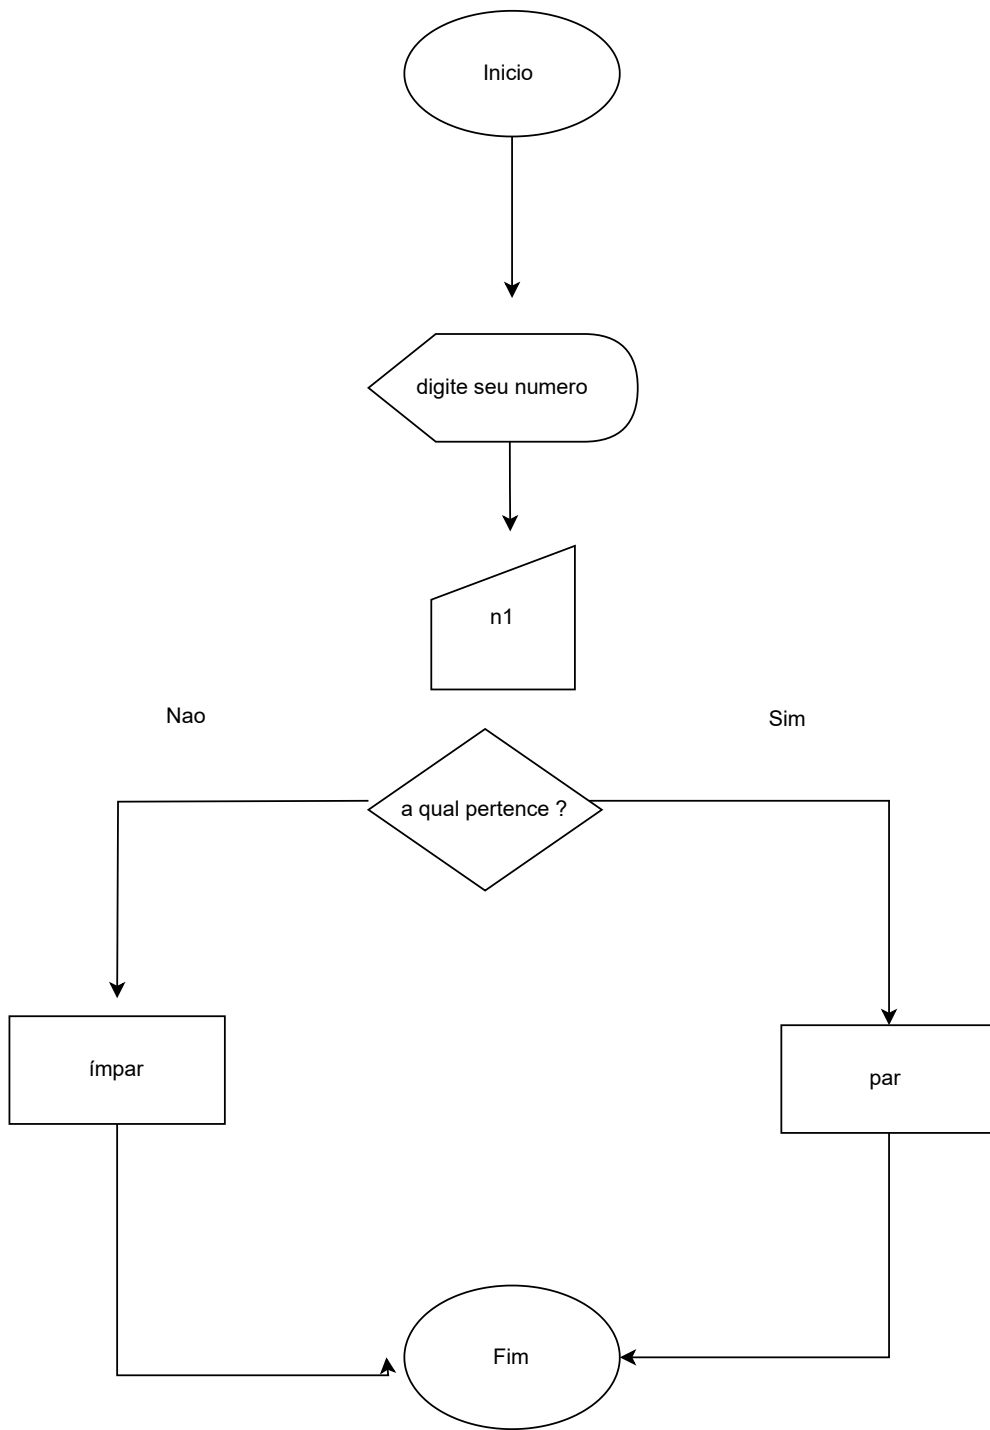 Inicio
digite seu numero
n1
Nao
Sim
a qual pertence ?
ímpar
par
Fim